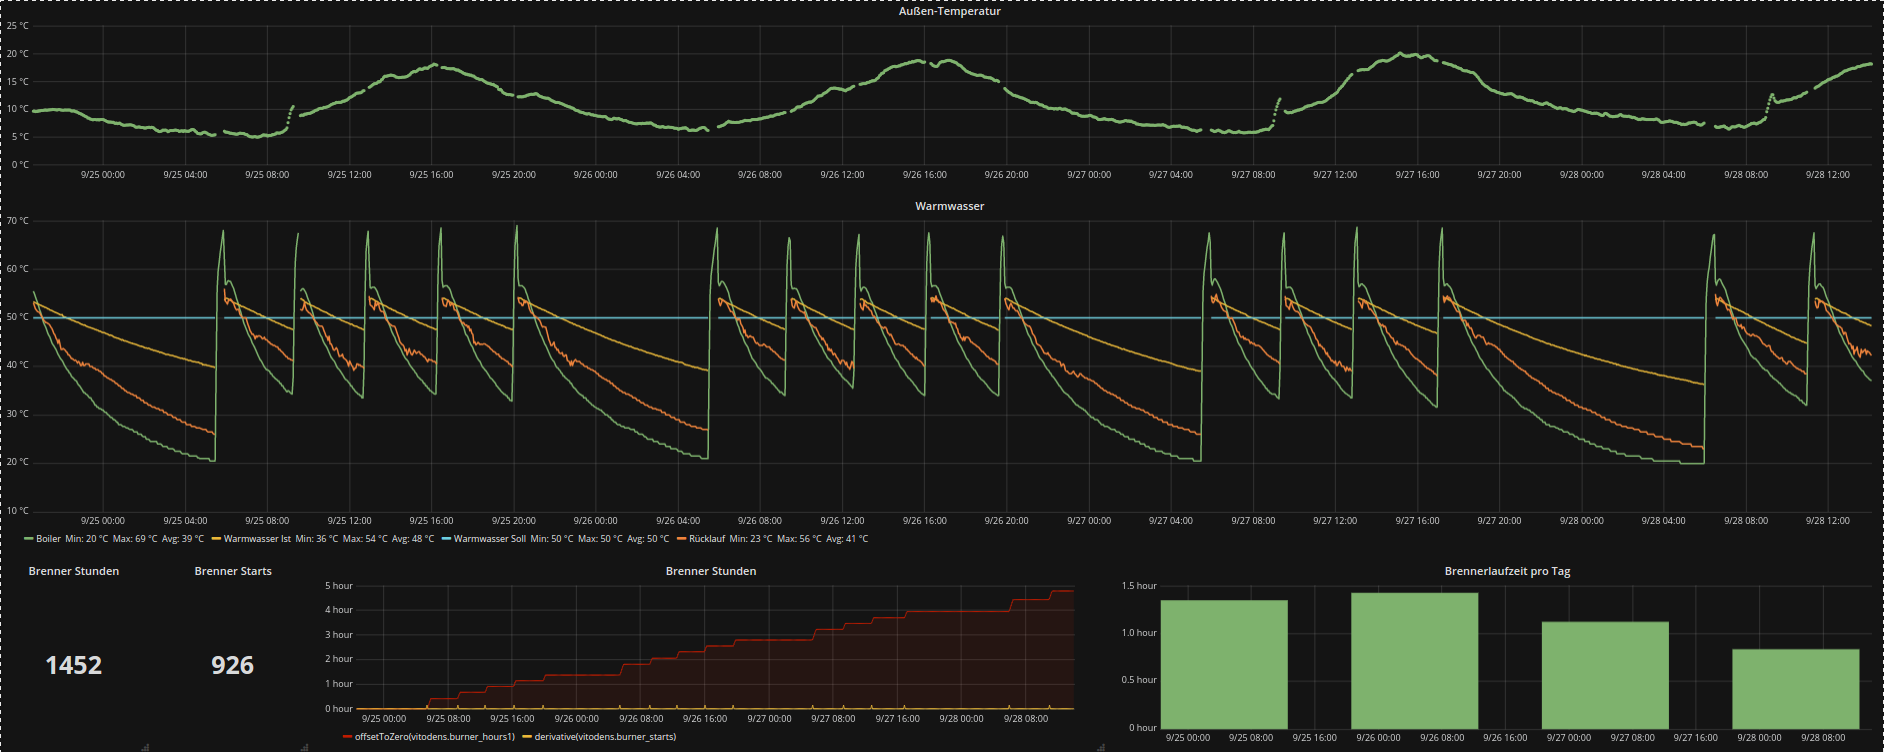 Außen-Temperatur
25 °C
20 °C
15 °C
10 °C
5 °C
0 °C
9/25 00:00 9/25 04:00 9/25 08:00 9/25 12:00 9/25 16:00 9/25 20:00 9/26 00:00 9/26 04:00 9/26 08:00 9/26 12:00 9/26 16:00 9/26 20:00 9/27 00:00 9/27 04:00 9/27 08:00 9/27 12:00 9/27 16:00 9/27 20:00 9/28 00:00 9/28 04:00 9/28 08:00 9/28 12:00
Warmwasser
70 °C
60 °C
50 °C
40 °C
30 °C
20 °C
10 °C
9/25 00:00 9/25 04:00 9/25 08:00 9/25 12:00 9/25 16:00 9/25 20:00 9/26 00:00 9/26 04:00 9/26 08:00 9/26 12:00 9/26 16:00 9/26 20:00 9/27 00:00 9/27 04:00 9/27 08:00 9/27 12:00 9/27 16:00 9/27 20:00 9/28 00:00 9/28 04:00 9/28 08:00 9/28 12:00
Boiler Min: 20 °C Max: 69 °C Avg: 39 °C Warmwasser Ist Min: 36 °C Max: 54 °C Avg: 48 °C Warmwasser Soll Min: 50 °C Max: 50 °C Avg: 50 °C Rücklauf Min: 23 °C Max: 56 °C Avg: 41 °C
Brenner Stunden
1452
Brenner Starts
926
Brenner Stunden
5 hour
4 hour
3 hour
2 hour
1 hour
0 hour
9/25 00:00 9/25 08:00 9/25 16:00 9/26 00:00 9/26 08:00 9/26 16:00 9/27 00:00 9/27 08:00 9/27 16:00 9/28 00:00 9/28 08:00
offsetToZero(vitodens.burner_hours1) derivative(vitodens.burner_starts)
Brennerlaufzeit pro Tag
1.5 hour
1.0 hour
0.5 hour
0 hour
9/25 00:00 9/25 08:00 9/25 16:00 9/26 00:00 9/26 08:00 9/26 16:00 9/27 00:00 9/27 08:00 9/27 16:00 9/28 00:00 9/28 08:00